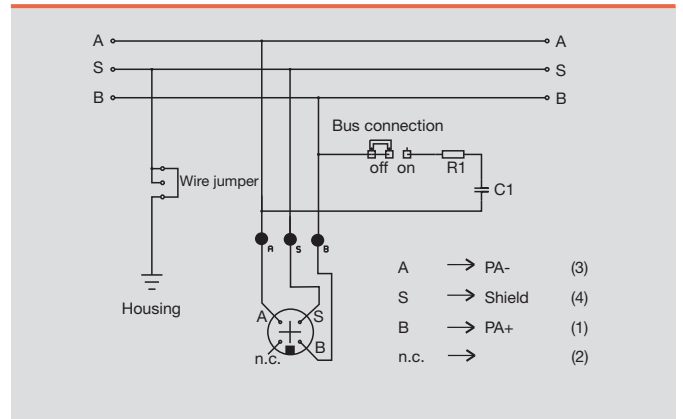 A A
S S
B B
Bus connection
off on R1
Wire jumper
C1
A S B
A → PA- (3)
S → Shield (4)
Housing
A S
B → PA+ (1)
B
n.c.
n.c. → (2)